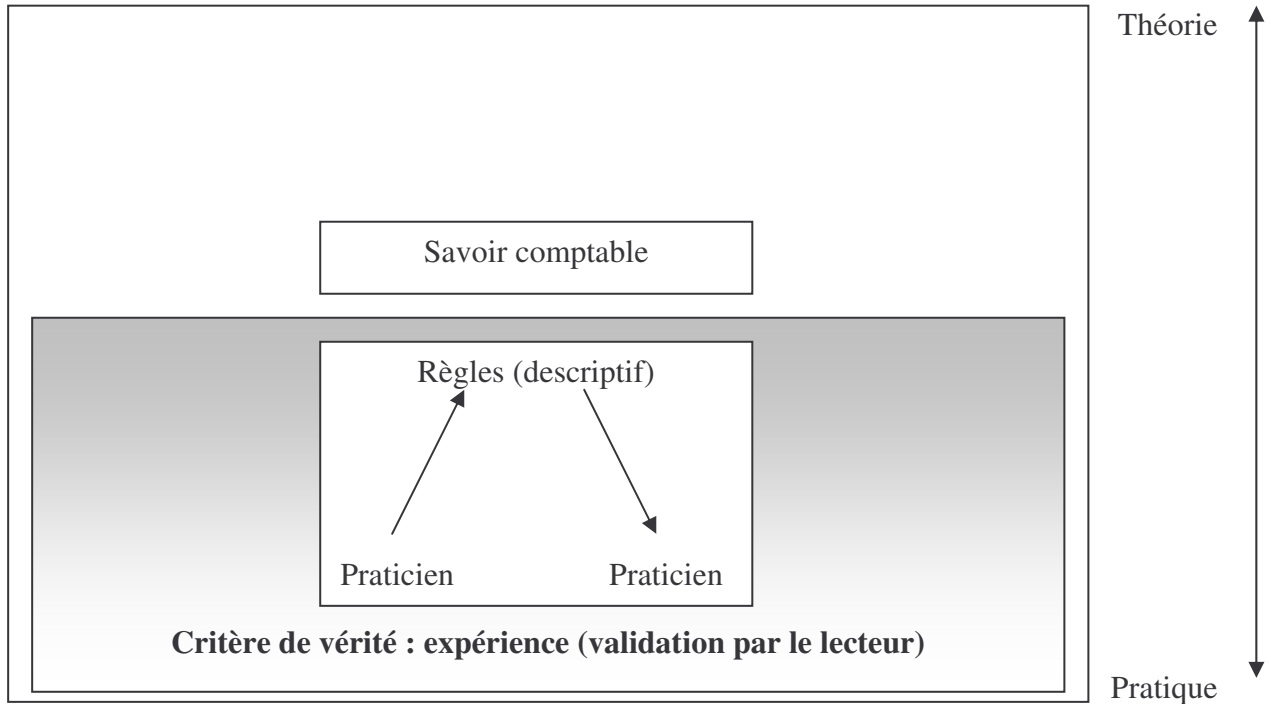 Théorie
Savoir comptable
Règles (descriptif)
Praticien Praticien
Critère de vérité : expérience (validation par le lecteur)
Pratique